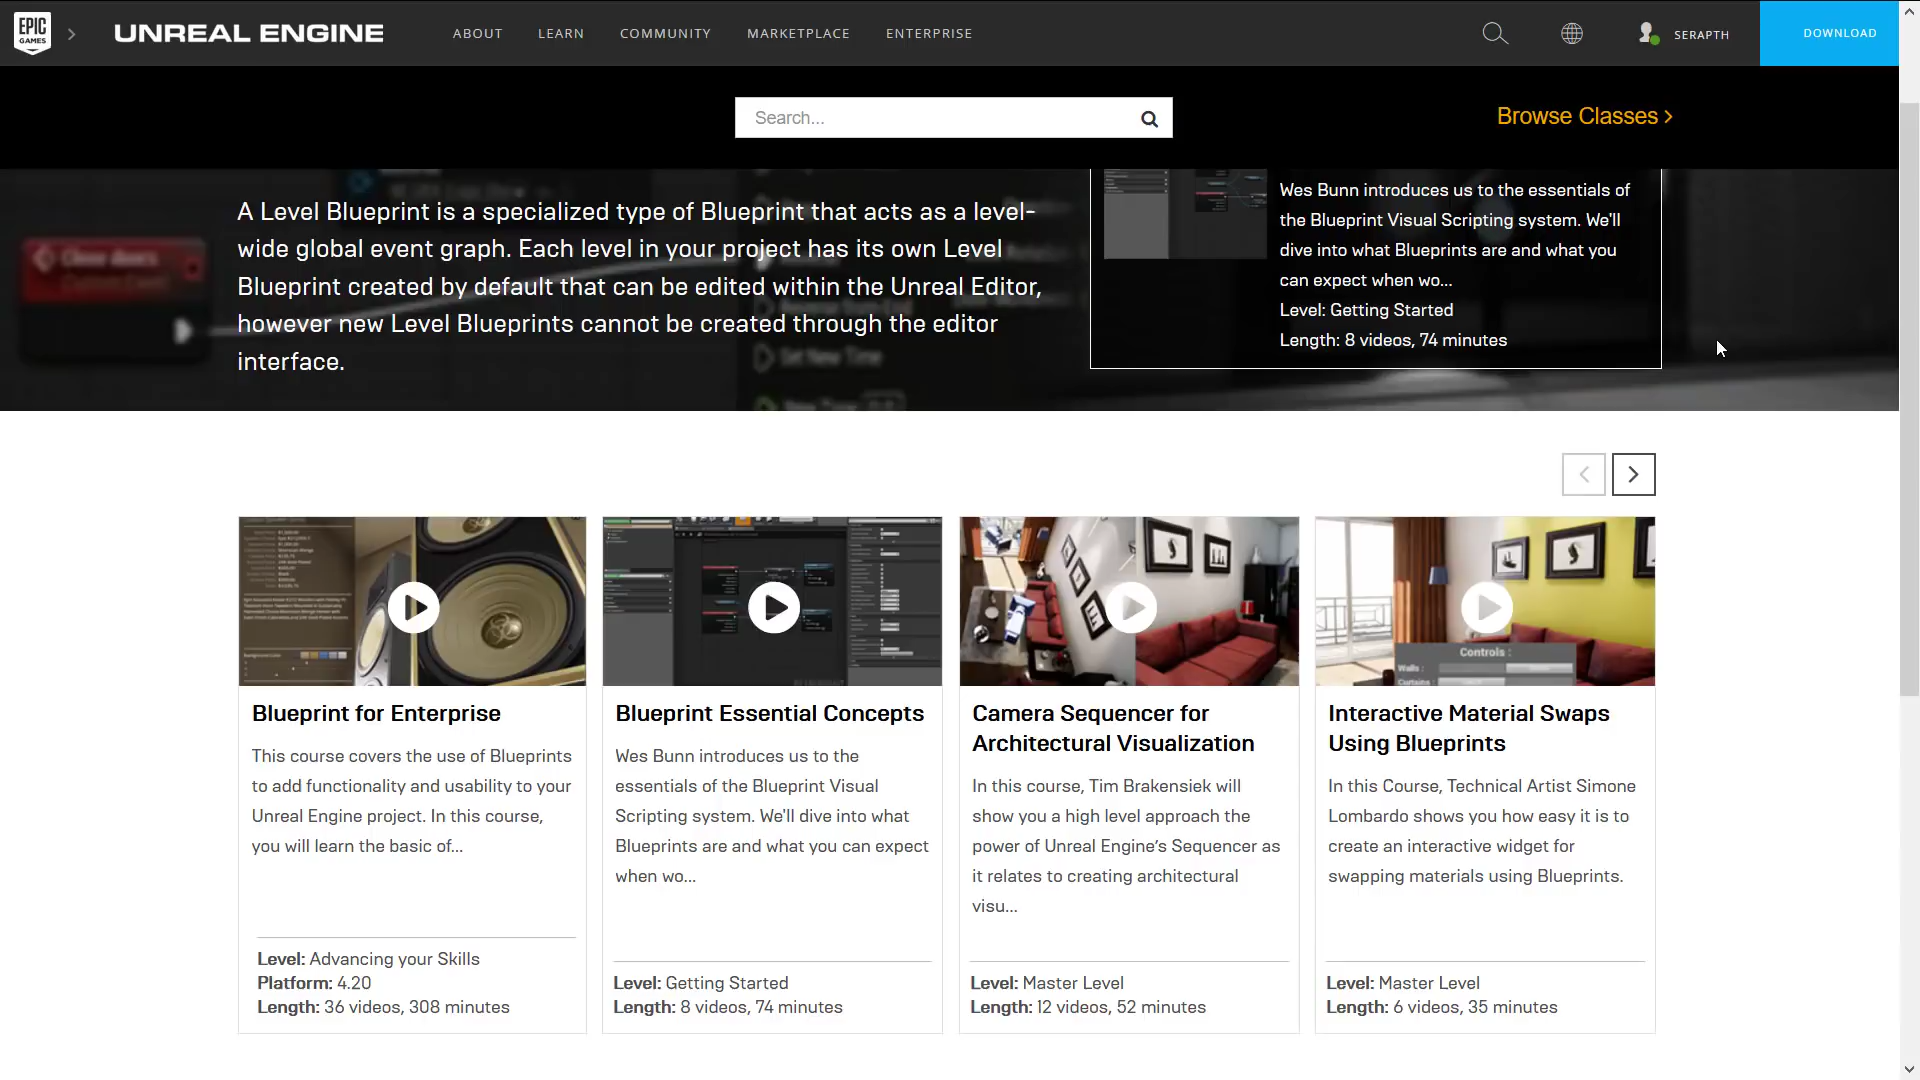 EPIC GAMES
UNREAL ENGINE
ABOUT
LEARN
COMMUNITY
MARKETPLACE
ENTERPRISE
SERAPTH
DOWNLOAD
Search...
Browse Classes >
A Level Blueprint is a specialized type of Blueprint that acts as a level-
wide global event graph. Each level in your project has its own Level
Blueprint created by default that can be edited within the Unreal Editor,
however new Level Blueprints cannot be created through the editor
interface.
Wes Bunn introduces us to the essentials of
the Blueprint Visual Scripting system. We'll
dive into what Blueprints are and what you
can expect when wo...
Level: Getting Started
Length: 8 videos, 74 minutes
Close doors
Custom Event
Set New Time
Blueprint for Enterprise
This course covers the use of Blueprints
to add functionality and usability to your
Unreal Engine project. In this course,
you will learn the basic of...
Level: Advancing your Skills
Platform: 4.20
Length: 36 videos, 308 minutes
Blueprint Essential Concepts
Wes Bunn introduces us to the
essentials of the Blueprint Visual
Scripting system. We'll dive into what
Blueprints are and what you can expect
when wo...
Level: Getting Started
Length: 8 videos, 74 minutes
Camera Sequencer for
Architectural Visualization
In this course, Tim Brakensiek will
show you a high level approach the
power of Unreal Engine’s Sequencer as
it relates to creating architectural
visu...
Level: Master Level
Length: 12 videos, 52 minutes
Controls :
Walls :
Curtains :
Interactive Material Swaps
Using Blueprints
In this Course, Technical Artist Simone
Lombardo shows you how easy it is to
create an interactive widget for
swapping materials using Blueprints.
Level: Master Level
Length: 6 videos, 35 minutes